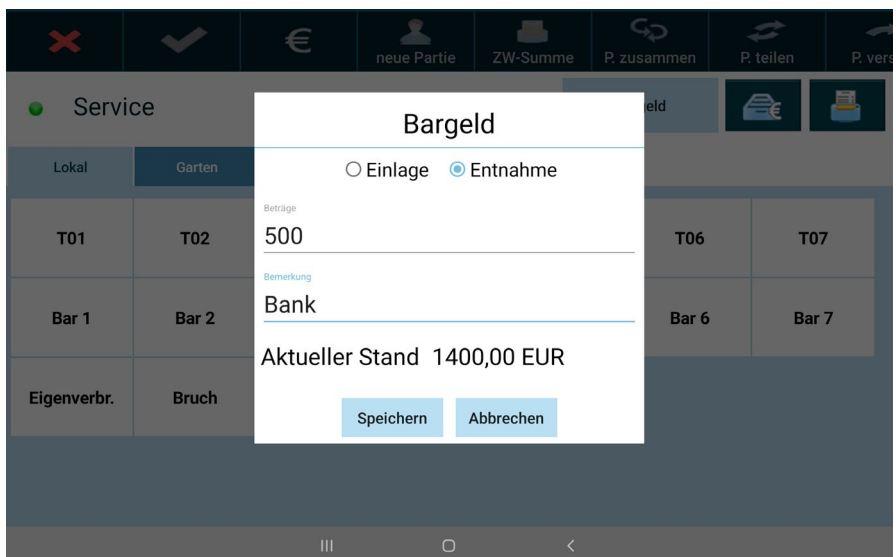 €
neue Partie
ZW-Summe
P. zusammen
P. teilen
P. vers
Service
eld
€
Lokal
Garten
Bargeld
Einlage
Entnahme
Beträge
500
Bemerkung
Bank
Aktueller Stand 1400,00 EUR
Speichern
Abbrechen
T01
T02
T06
T07
Bar 1
Bar 2
Bar 6
Bar 7
Eigenverbr.
Bruch